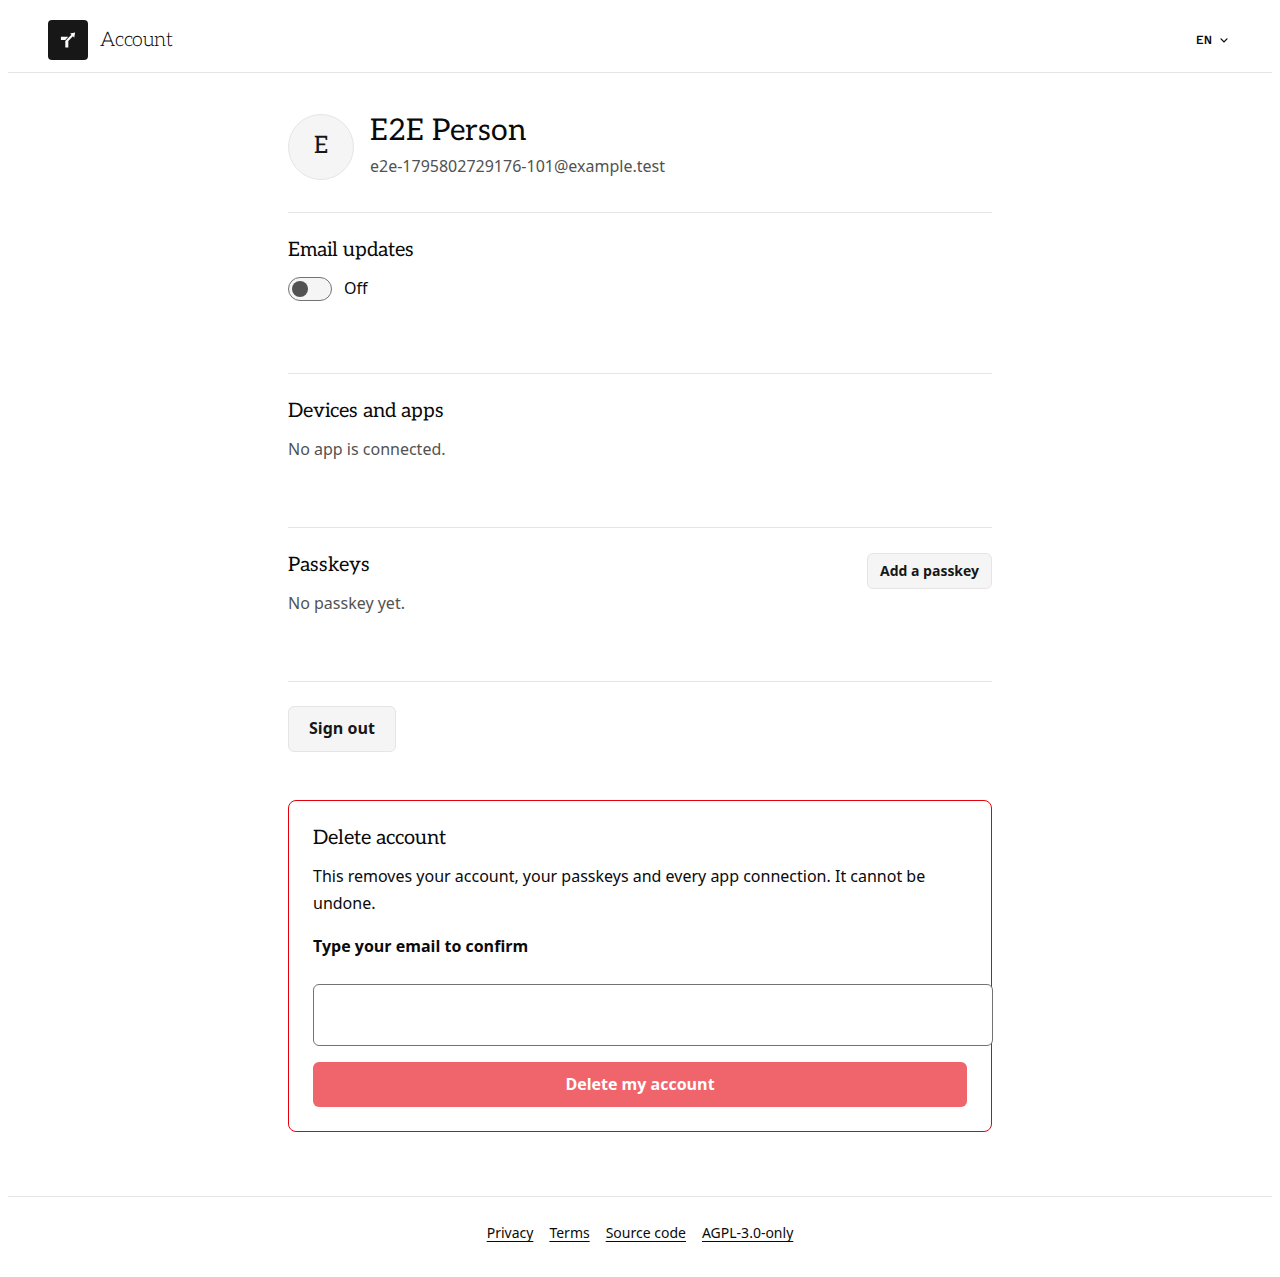 Account
EN
E
E2E Person
e2e-1795802729176-101@example.test
Email updates
Off
Devices and apps
No app is connected.
Passkeys
Add a passkey
No passkey yet.
Sign out
Delete account
This removes your account, your passkeys and every app connection. It cannot be
undone.
Type your email to confirm
Delete my account
Privacy Terms Source code AGPL-3.0-only